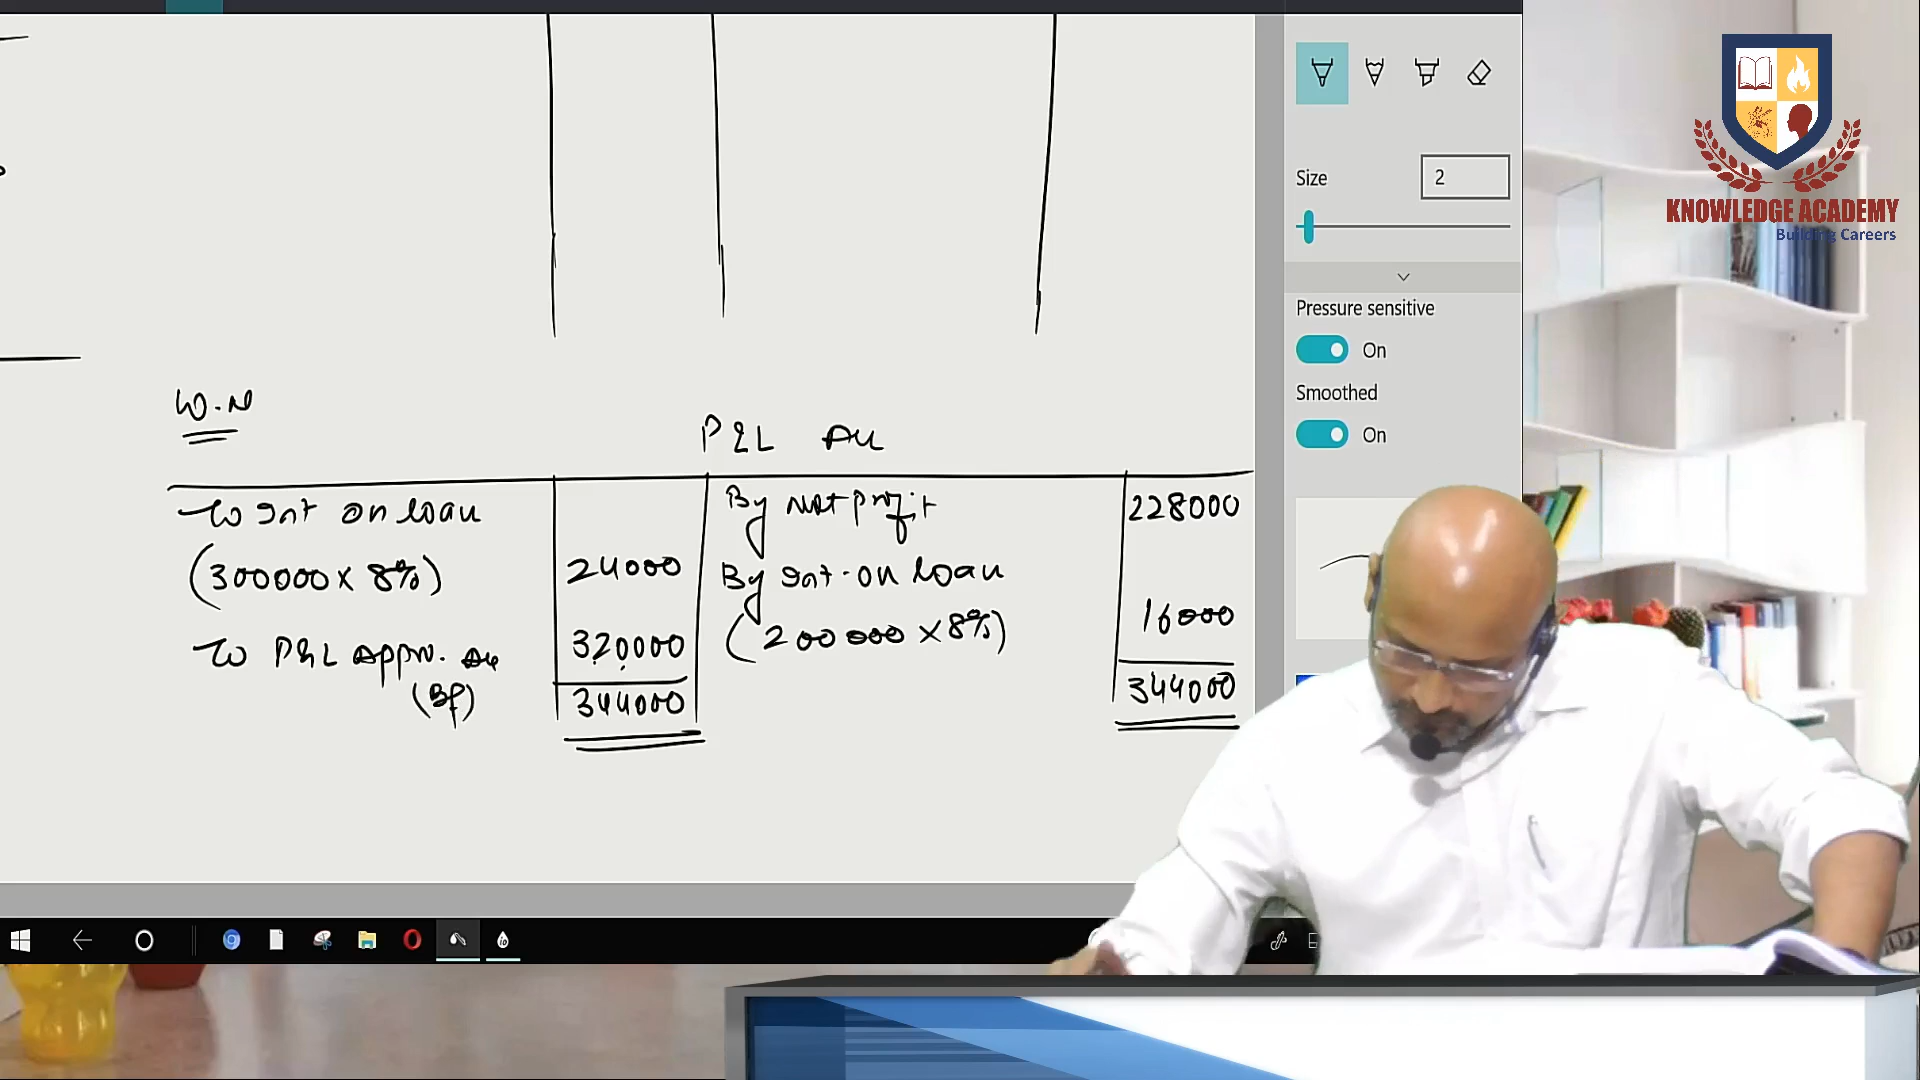 KNOWLEDGE ACADEMY
Building Careers
Size
2
Pressure sensitive
On
Smoothed
On
W.N
P&L A/c
To Int on loan
By Net profit
228000
(300000 x 8%)
24000
By Int. on loan
(200000 x 8%)
16000
To P&L Appr. A/c
320000
(Bf)
344000
344000